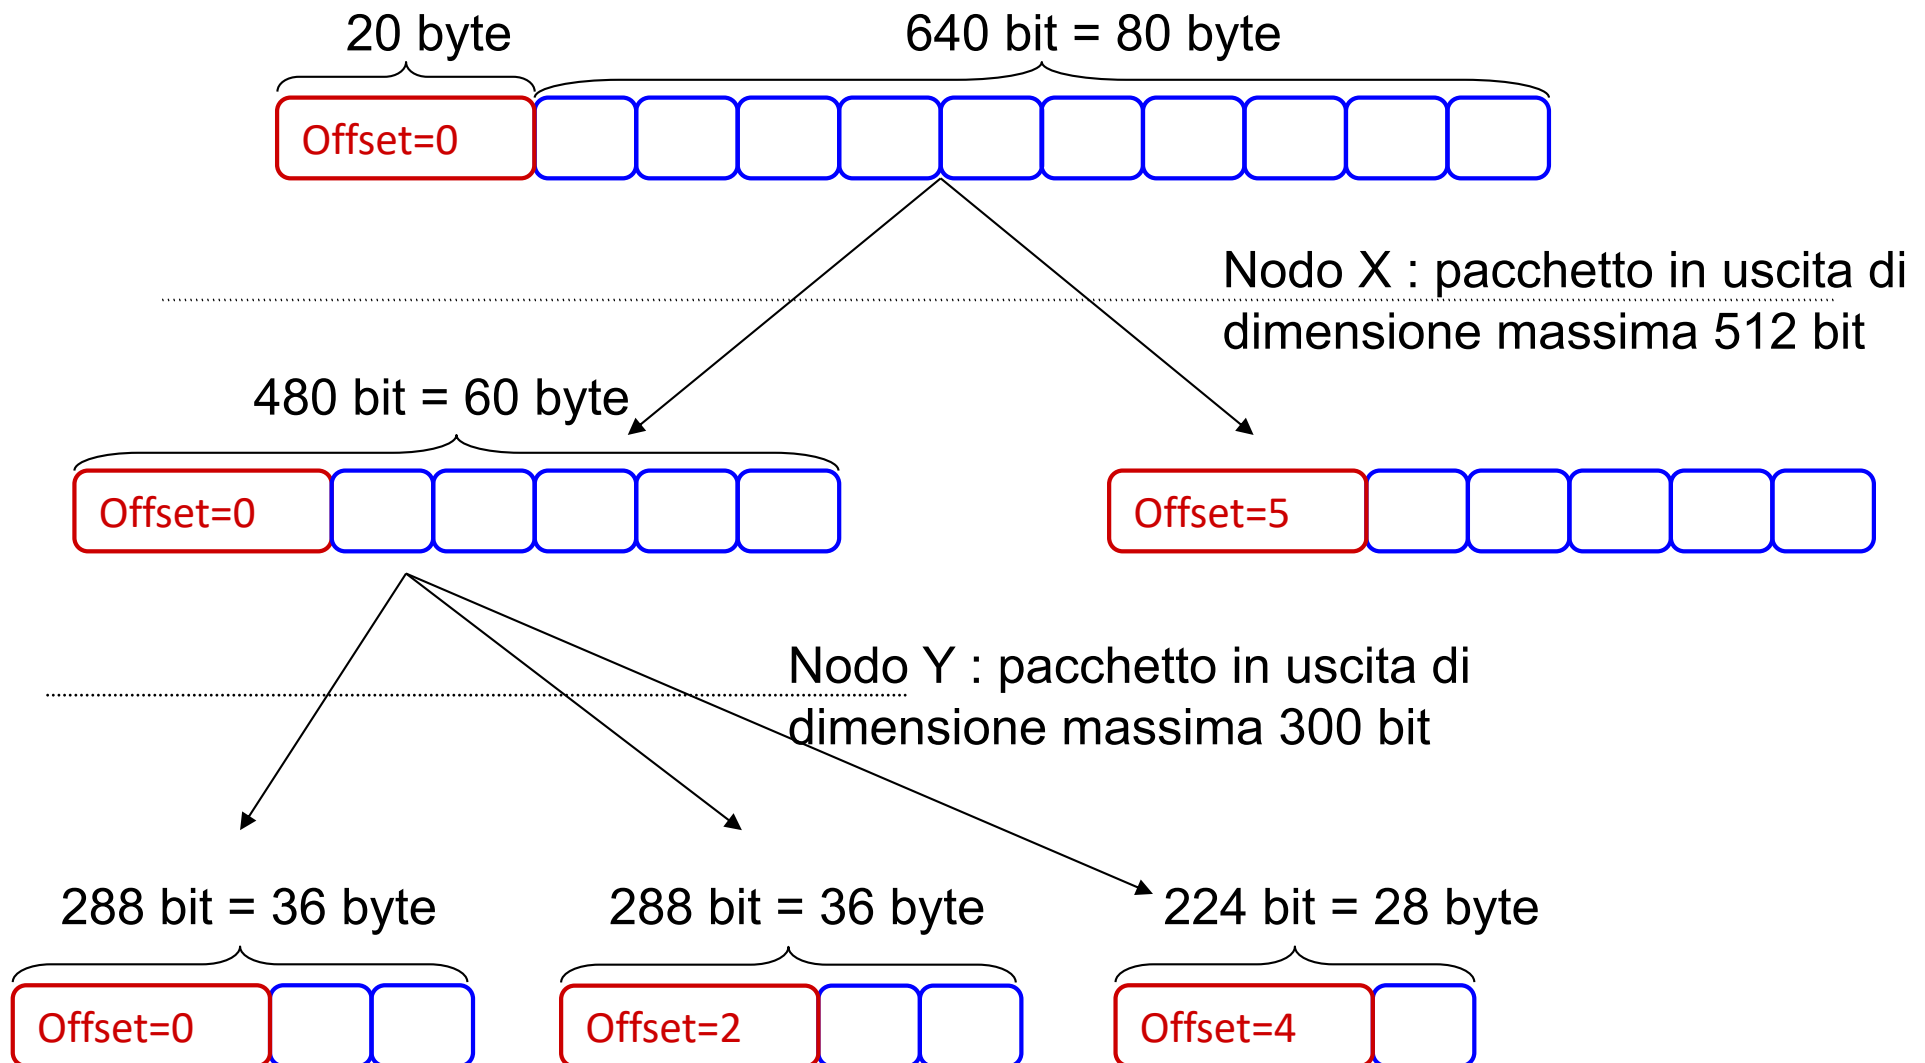 20 byte
640 bit = 80 byte
Offset=0
Nodo X : pacchetto in uscita di
dimensione massima 512 bit
480 bit = 60 byte
Offset=0
Offset=5
Nodo Y : pacchetto in uscita di
dimensione massima 300 bit
288 bit = 36 byte
288 bit = 36 byte
224 bit = 28 byte
Offset=0
Offset=2
Offset=4